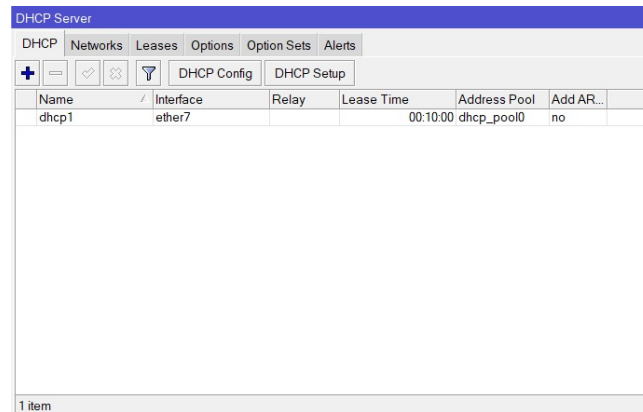 DHCP Server
DHCP Networks Leases Options Option Sets Alerts
DHCP Config DHCP Setup
Name Interface Relay Lease Time Address Pool Add AR...
dhcp1 ether7 00:10:00 dhcp_pool0 no
1 item